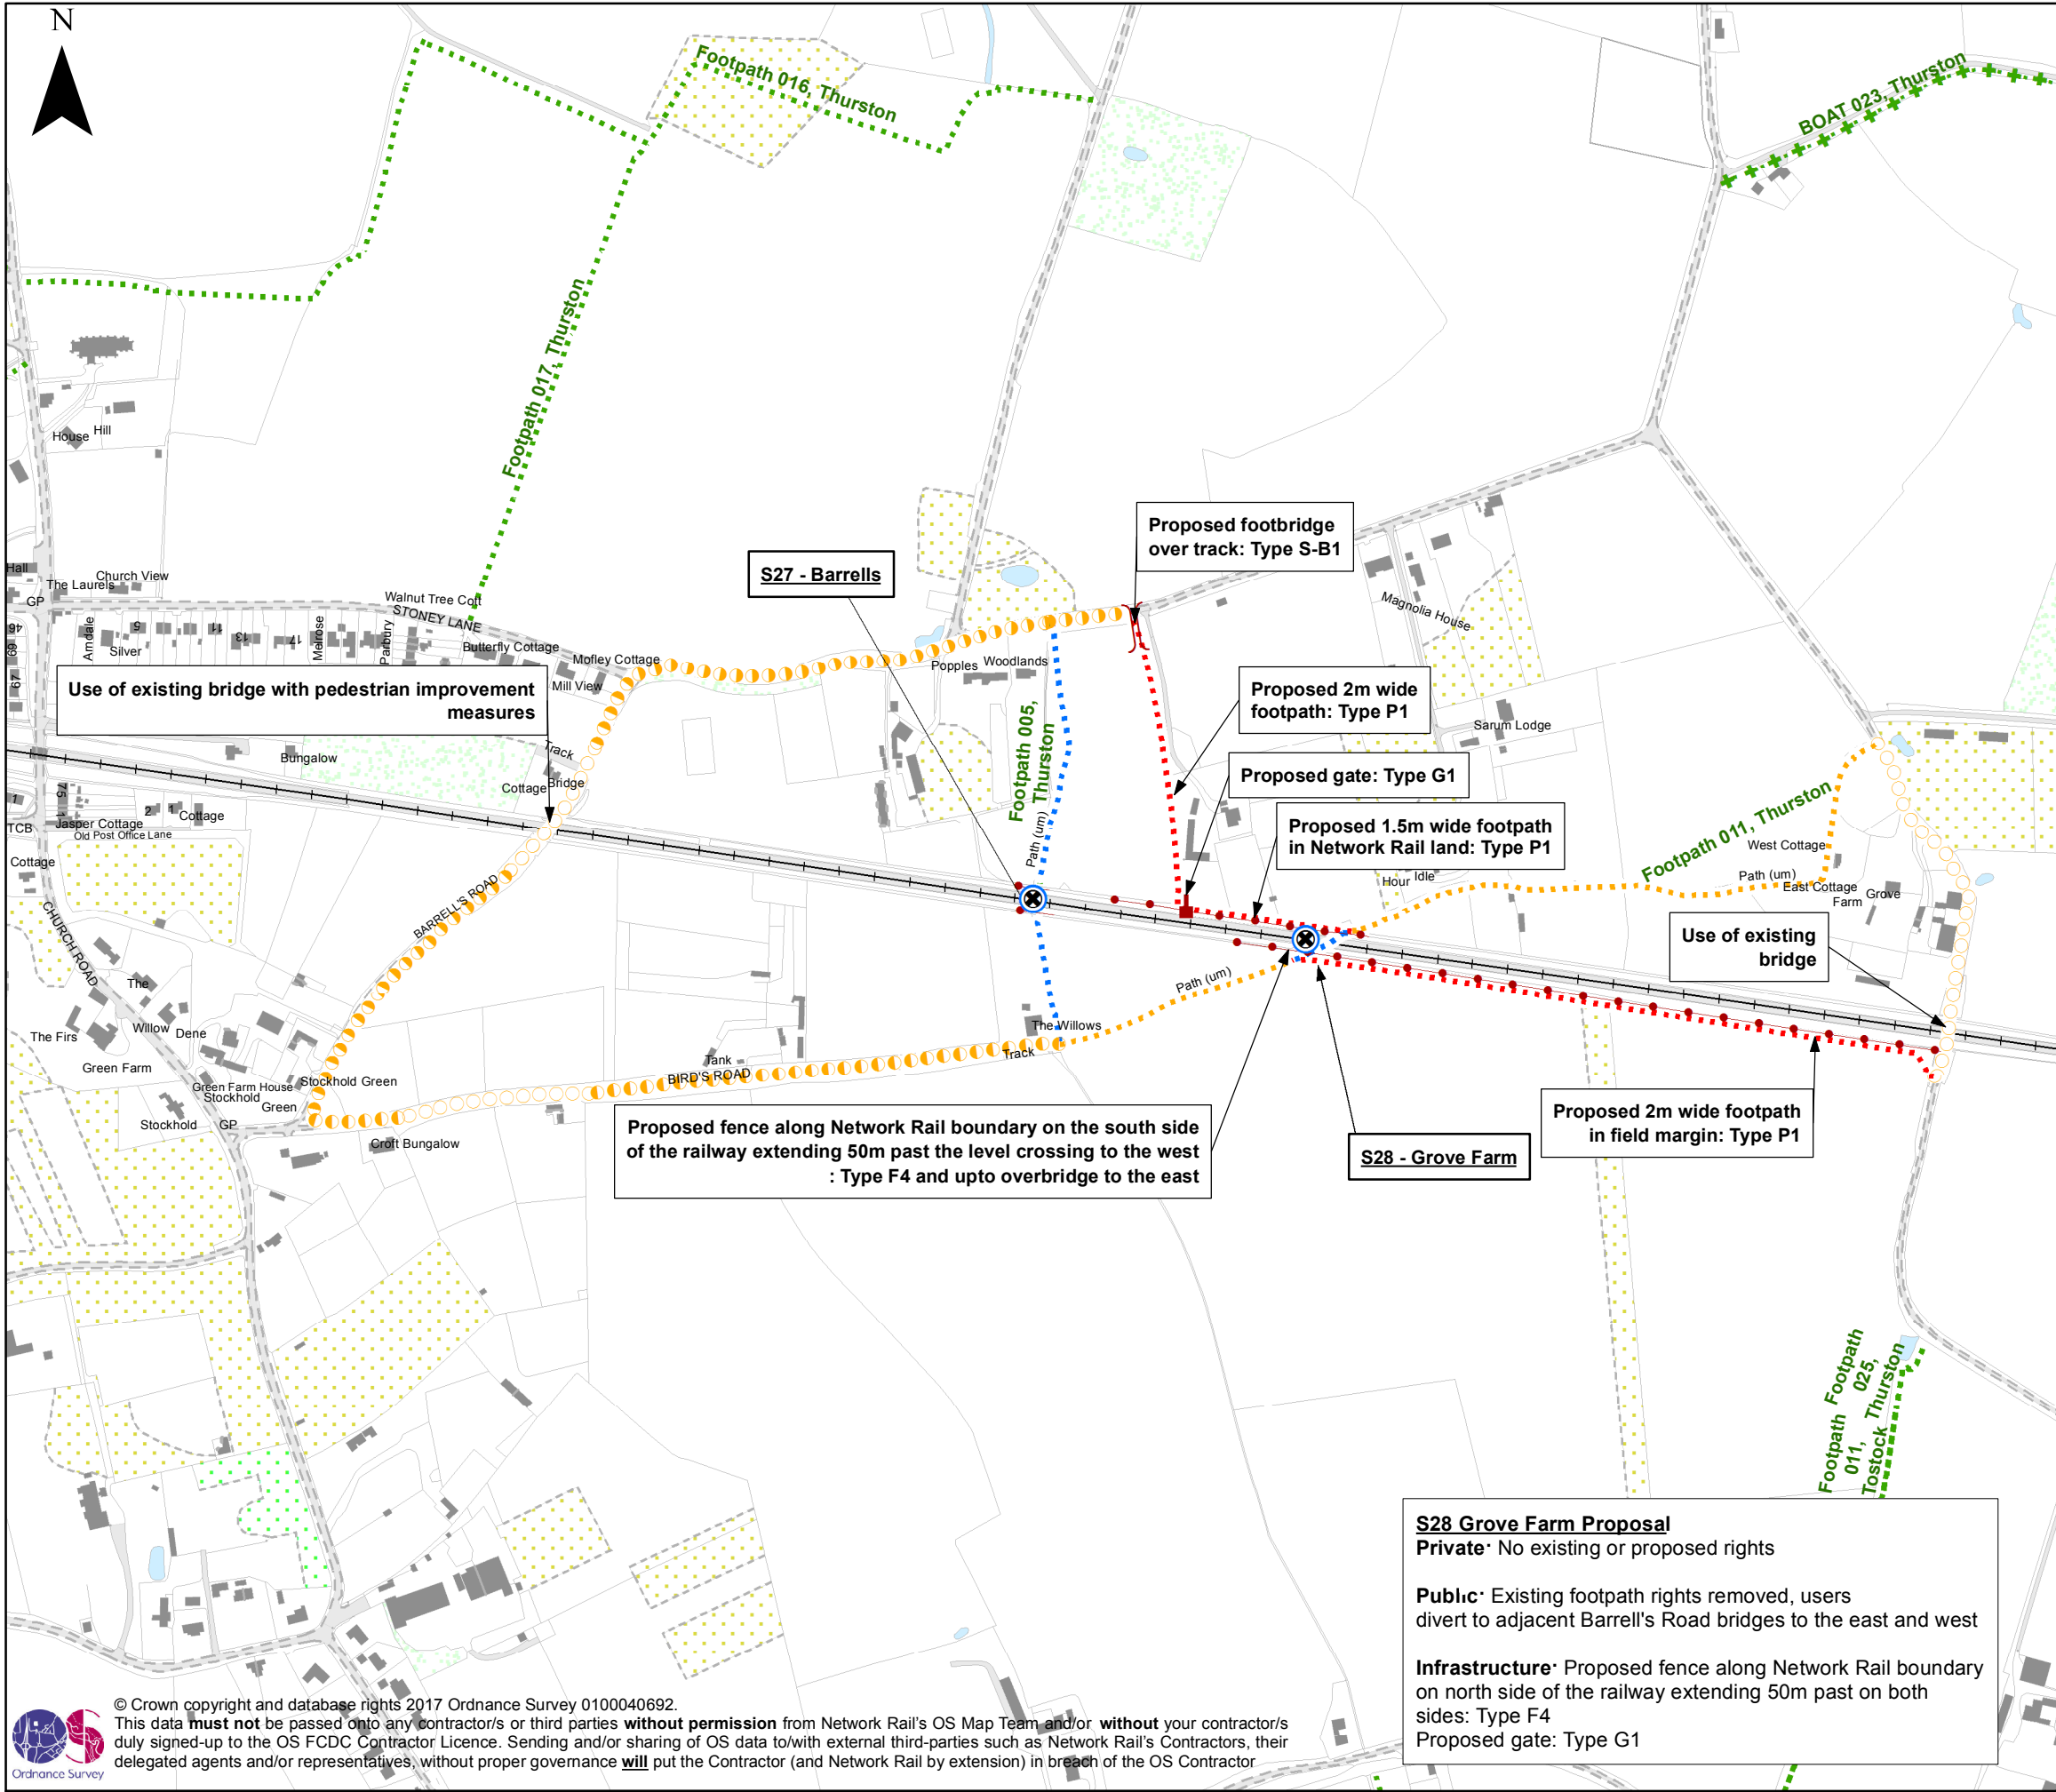 N
Footpath 016, Thurston
BOAT 023, Thurston
Footpath 017, Thurston
House
Hill
Proposed footbridge
over track: Type S-B1
S27 - Barrells
Hall
The Laurels
Church View
GP
Walnut Tree Cott
STONEY LANE
Magnolia House
46
69
67
Arndale
5
Silver
11
13
17
Melrose
Parbury
Butterfly Cottage
Mofley Cottage
Mill View
Popples
Woodlands
Use of existing bridge with pedestrian improvement
measures
Proposed 2m wide
footpath: Type P1
Sarum Lodge
Footpath 005,
Thurston
Track
Bungalow
Bridge
Cottage
Proposed gate: Type G1
75
1
1
2
1
Cottage
TCB
Jasper Cottage
Old Post Office Lane
Path (um)
Proposed 1.5m wide footpath
in Network Rail land: Type P1
Footpath 011, Thurston
West Cottage
Cottage
Hour
Idle
Path (um)
East Cottage
Farm
Grove
BARRELL'S ROAD
CHURCH ROAD
Use of existing
bridge
The
Path (um)
The Firs
Willow
Dene
The Willows
Green Farm
Tank
Track
BIRD'S ROAD
Green Farm House
Stockhold Green
Stockhold
Green
Stockhold
GP
Croft Bungalow
Proposed fence along Network Rail boundary on the south side
of the railway extending 50m past the level crossing to the west
: Type F4 and upto overbridge to the east
S28 - Grove Farm
Proposed 2m wide footpath
in field margin: Type P1
Footpath
011,
Tostock
Footpath
025,
Thurston
S28 Grove Farm Proposal
Private: No existing or proposed rights
Public: Existing footpath rights removed, users
divert to adjacent Barrell's Road bridges to the east and west
Infrastructure: Proposed fence along Network Rail boundary
on north side of the railway extending 50m past on both
sides: Type F4
Proposed gate: Type G1
© Crown copyright and database rights 2017 Ordnance Survey 0100040692.
This data must not be passed onto any contractor/s or third parties without permission from Network Rail's OS Map Team and/or without your contractor/s
duly signed-up to the OS FCDC Contractor Licence. Sending and/or sharing of OS data to/with external third-parties such as Network Rail's Contractors, their
delegated agents and/or representatives, without proper governance will put the Contractor (and Network Rail by extension) in breach of the OS Contractor
Ordnance Survey